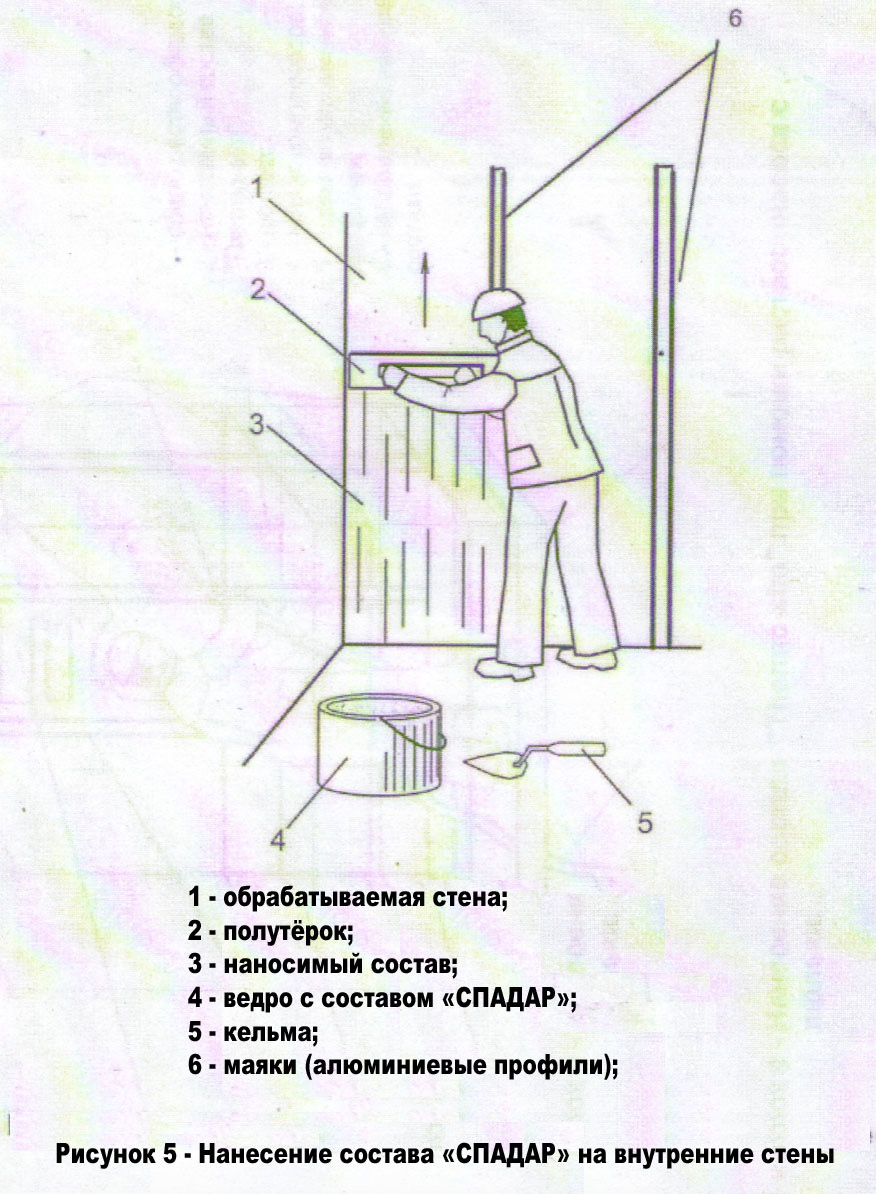 6
1
2
3
4
5
1 - обрабатываемая стена;
2 - полутёрок;
3 - наносимый состав;
4 - ведро с составом «СПАДАР»;
5 - кельма;
6 - маяки (алюминиевые профили);
Рисунок 5 - Нанесение состава «СПАДАР» на внутренние стены